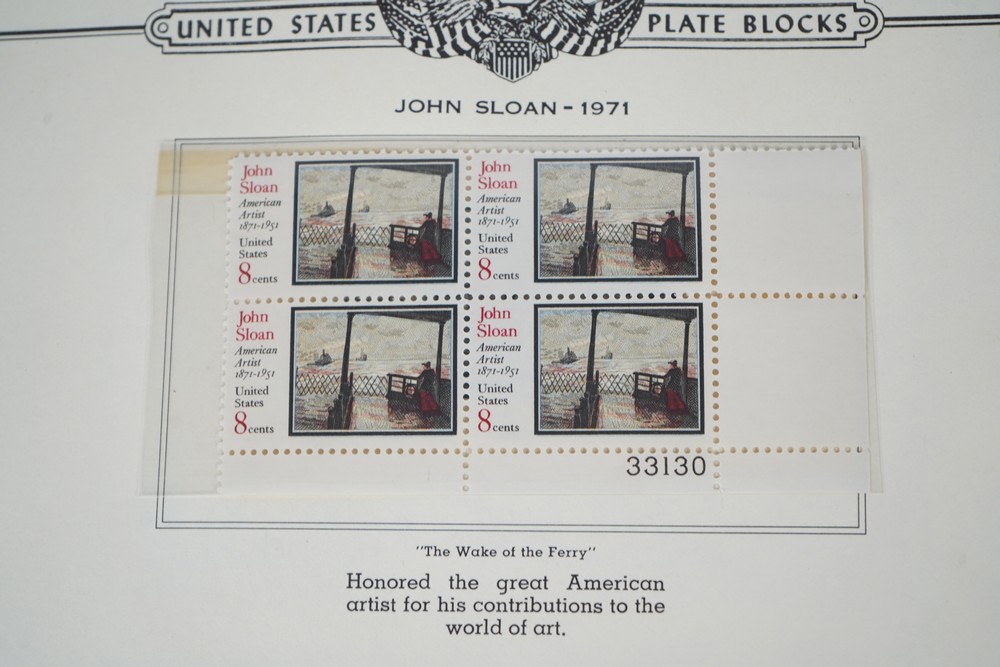 UNITED STATES PLATE BLOCKS
JOHN SLOAN - 1971
John
Sloan
American
Artist
1871-1951
United
States
8 cents
John
Sloan
American
Artist
1871-1951
United
States
8 cents
John
Sloan
American
Artist
1871-1951
United
States
8 cents
John
Sloan
American
Artist
1871-1951
United
States
8 cents
33130
"The Wake of the Ferry"
Honored the great American
artist for his contributions to the
world of art.